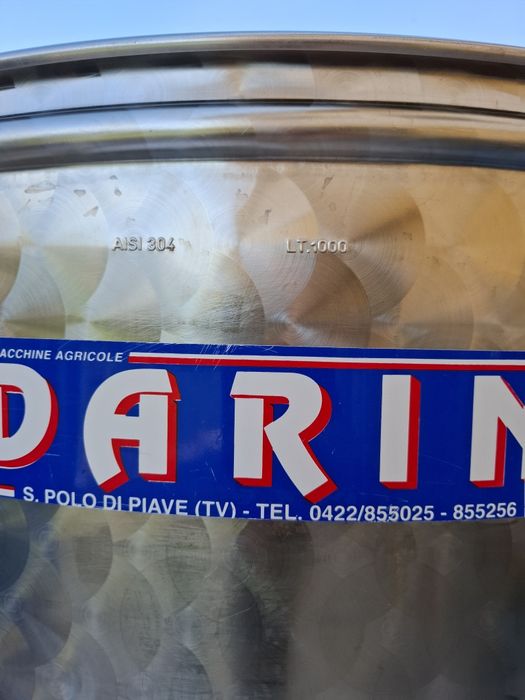 AISI 304 LT.1000
ACCHINE AGRICOLE
DARIN
S. POLO DI PIAVE (TV) - TEL. 0422/855025 - 855256